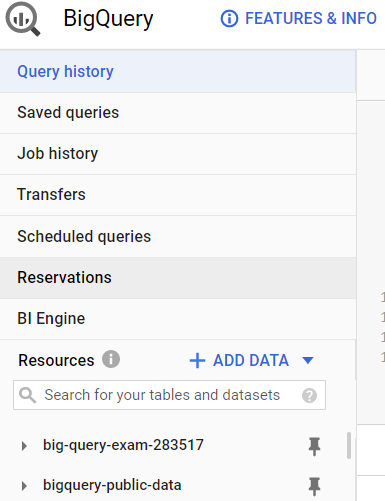 BigQuery
FEATURES & INFO
Query history
Saved queries
Job history
Transfers
Scheduled queries
Reservations
BI Engine
Resources
ADD DATA
Search for your tables and datasets
big-query-exam-283517
bigquery-public-data